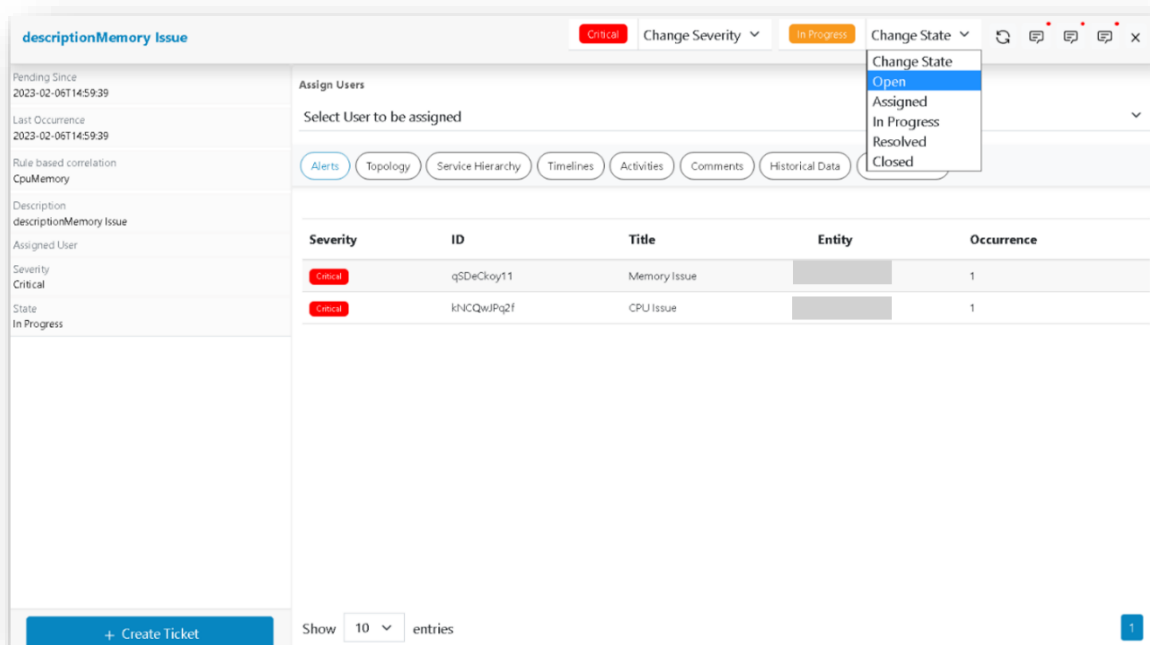 descriptionMemory Issue
Critical
Change Severity
In Progress
Change State
Change State
Open
Assigned
In Progress
Resolved
Closed
Pending Since
2023-02-06T14:59:39
Last Occurrence
2023-02-06T14:59:39
Rule based correlation
CpuMemory
Description
descriptionMemory Issue
Assigned User
Severity
Critical
State
In Progress
+ Create Ticket
Assign Users
Select User to be assigned
Alerts Topology Service Hierarchy Timelines Activities Comments Historical Data
Severity ID Title Entity Occurrence
Critical qSDeCkoy11 Memory Issue 1
Critical kNCQwJPq2f CPU Issue 1
Show 10 entries
1